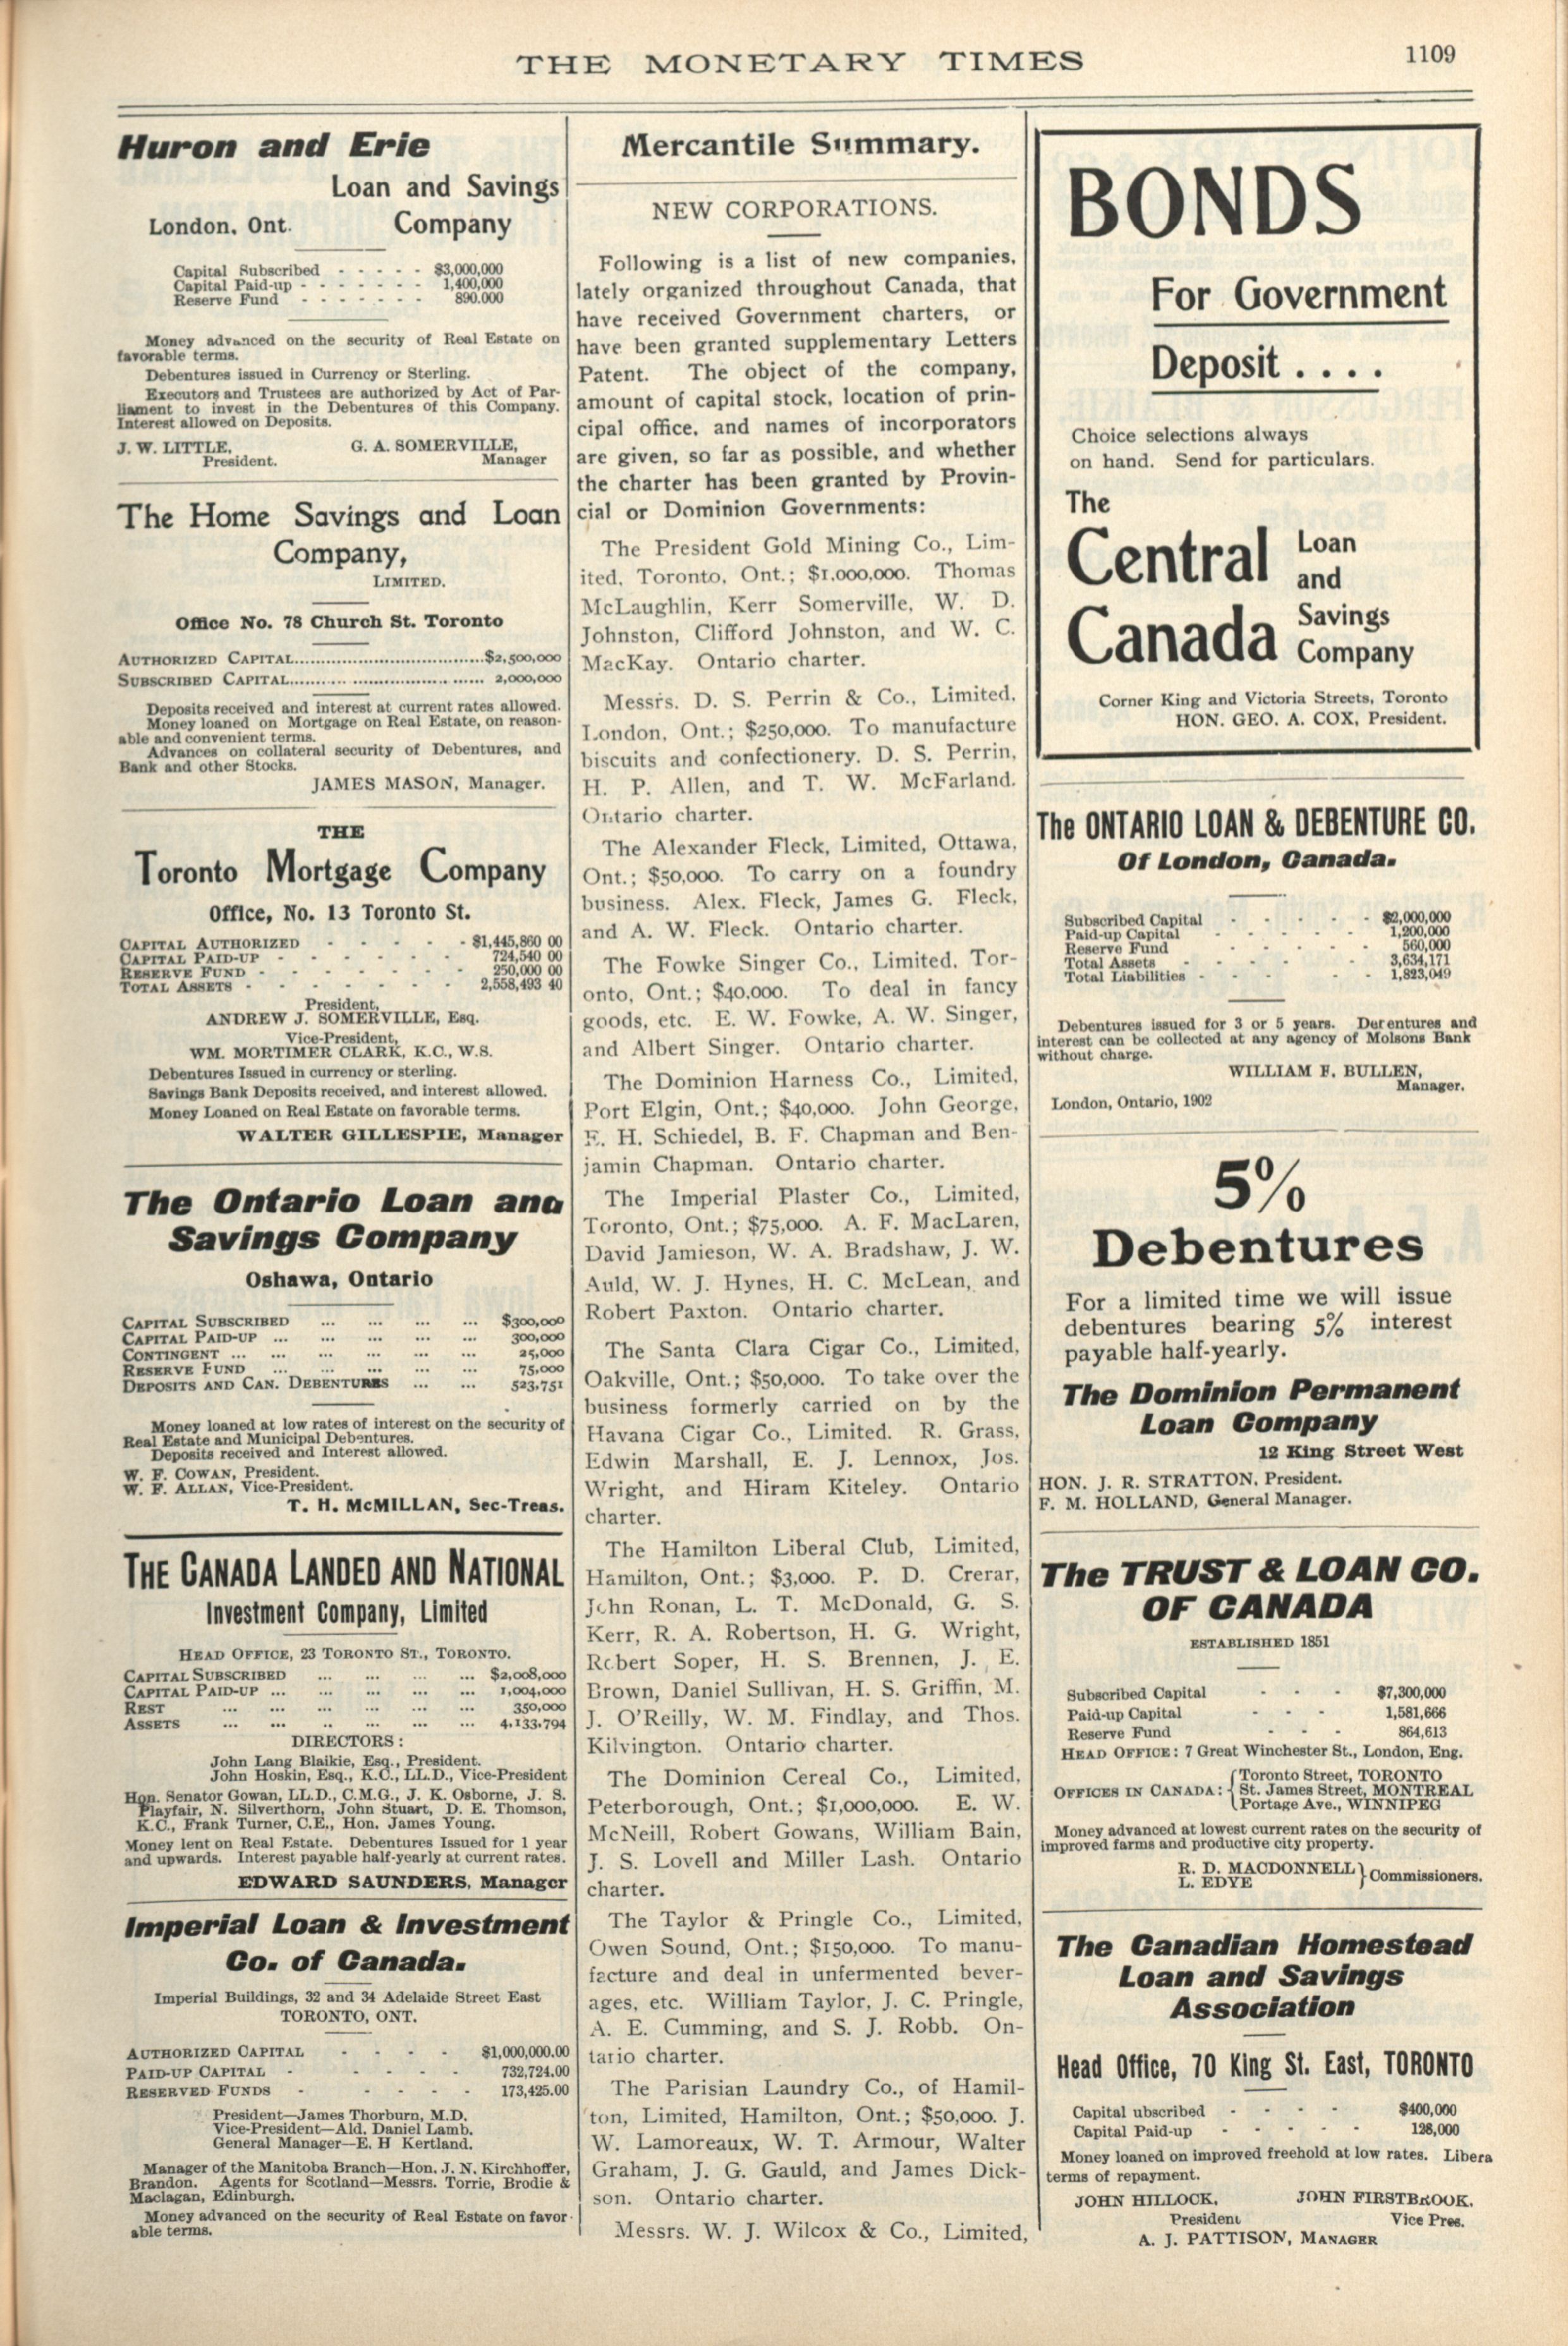 THE MONETARY TIMES
1109
Huron and Erie
Loan and Savings
London, Ont. Company
Capital Subscribed - - - - - $3,000,000
Capital Paid-up - - - - - - - 1,400,000
Reserve Fund - - - - - - - 890.000
Money advanced on the security of Real Estate on
favorable terms.
Debentures issued in Currency or Sterling.
Executors and Trustees are authorized by Act of Par-
liament to invest in the Debentures of this Company.
Interest allowed on Deposits.
J. W. LITTLE, G. A. SOMERVILLE,
President. Manager
The Home Savings and Loan
Company,
LIMITED.
Office No. 78 Church St. Toronto
AUTHORIZED CAPITAL....................................$2,500,000
SUBSCRIBED CAPITAL.................................... 2,000,000
Deposits received and interest at current rates allowed.
Money loaned on Mortgage on Real Estate, on reason-
able and convenient terms.
Advances on collateral security of Debentures, and
Bank and other Stocks.
JAMES MASON, Manager.
THE
Toronto Mortgage Company
Office, No. 13 Toronto St.
CAPITAL AUTHORIZED - - - - - $1,445,860 00
CAPITAL PAID-UP - - - - - - 724,540 00
RESERVE FUND - - - - - - 250,000 00
TOTAL ASSETS - - - - - - 2,558,493 40
President,
ANDREW J. SOMERVILLE, Esq.
Vice-President,
WM. MORTIMER CLARK, K.C., W.S.
Debentures Issued in currency or sterling.
Savings Bank Deposits received, and interest allowed.
Money Loaned on Real Estate on favorable terms.
WALTER GILLESPIE, Manager
The Ontario Loan and
Savings Company
Oshawa, Ontario
CAPITAL SUBSCRIBED ... ... ... ... $300,000
CAPITAL PAID-UP ... ... ... ... ... 300,000
CONTINGENT ... ... ... ... ... ... 25,000
RESERVE FUND ... ... ... ... ... 75,000
DEPOSITS AND CAN. DEBENTURES ... ... 523,751
Money loaned at low rates of interest on the security of
Real Estate and Municipal Debentures.
Deposits received and Interest allowed.
W. F. COWAN, President.
W. F. ALLAN, Vice-President.
T. H. McMILLAN, Sec-Treas.
THE CANADA LANDED AND NATIONAL
Investment Company, Limited
HEAD OFFICE, 23 TORONTO ST., TORONTO.
CAPITAL SUBSCRIBED ... ... ... ... $2,008,000
CAPITAL PAID-UP ... ... ... ... ... 1,004,000
REST ... ... ... ... ... ... 350,000
ASSETS ... ... .. ... ... ... 4,133,794
DIRECTORS :
John Lang Blaikie, Esq., President.
John Hoskin, Esq., K.C., LL.D., Vice-President
Hon. Senator Gowan, LL.D., C.M.G., J. K. Osborne, J. S.
Playfair, N. Silverthorn, John Stuart, D. E. Thomson,
K.C., Frank Turner, C.E., Hon. James Young.
Money lent on Real Estate. Debentures Issued for 1 year
and upwards. Interest payable half-yearly at current rates.
EDWARD SAUNDERS, Manager
Imperial Loan & Investment
Co. of Canada.
Imperial Buildings, 32 and 34 Adelaide Street East
TORONTO, ONT.
AUTHORIZED CAPITAL - - - - $1,000,000.00
PAID-UP CAPITAL - - - - - 732,724.00
RESERVED FUNDS - - - - - 173,425.00
President—James Thorburn, M.D.
Vice-President—Ald. Daniel Lamb.
General Manager—E. H Kertland.
Manager of the Manitoba Branch—Hon. J. N. Kirchhoffer,
Brandon. Agents for Scotland—Messrs. Torrie, Brodie &
Maclagan, Edinburgh.
Money advanced on the security of Real Estate on favor
able terms.
Mercantile Summary.
NEW CORPORATIONS.
Following is a list of new companies,
lately organized throughout Canada, that
have received Government charters, or
have been granted supplementary Letters
Patent. The object of the company,
amount of capital stock, location of prin-
cipal office, and names of incorporators
are given, so far as possible, and whether
the charter has been granted by Provin-
cial or Dominion Governments:
The President Gold Mining Co., Lim-
ited, Toronto, Ont.; $1,000,000. Thomas
McLaughlin, Kerr Somerville, W. D.
Johnston, Clifford Johnston, and W. C.
MacKay. Ontario charter.
Messrs. D. S. Perrin & Co., Limited,
London, Ont.; $250,000. To manufacture
biscuits and confectionery. D. S. Perrin,
H. P. Allen, and T. W. McFarland.
Ontario charter.
The Alexander Fleck, Limited, Ottawa,
Ont.; $50,000. To carry on a foundry
business. Alex. Fleck, James G. Fleck,
and A. W. Fleck. Ontario charter.
The Fowke Singer Co., Limited, Tor-
onto, Ont.; $40,000. To deal in fancy
goods, etc. E. W. Fowke, A. W. Singer,
and Albert Singer. Ontario charter.
The Dominion Harness Co., Limited,
Port Elgin, Ont.; $40,000. John George,
E. H. Schiedel, B. F. Chapman and Ben-
jamin Chapman. Ontario charter.
The Imperial Plaster Co., Limited,
Toronto, Ont.; $75,000. A. F. MacLaren,
David Jamieson, W. A. Bradshaw, J. W.
Auld, W. J. Hynes, H. C. McLean, and
Robert Paxton. Ontario charter.
The Santa Clara Cigar Co., Limited,
Oakville, Ont.; $50,000. To take over the
business formerly carried on by the
Havana Cigar Co., Limited. R. Grass,
Edwin Marshall, E. J. Lennox, Jos.
Wright, and Hiram Kiteley. Ontario
charter.
The Hamilton Liberal Club, Limited,
Hamilton, Ont.; $3,000. P. D. Crerar,
John Ronan, L. T. McDonald, G. S.
Kerr, R. A. Robertson, H. G. Wright,
Robert Soper, H. S. Brennen, J. E.
Brown, Daniel Sullivan, H. S. Griffin, M.
J. O'Reilly, W. M. Findlay, and Thos.
Kilvington. Ontario charter.
The Dominion Cereal Co., Limited,
Peterborough, Ont.; $1,000,000. E. W.
McNeill, Robert Gowans, William Bain,
J. S. Lovell and Miller Lash. Ontario
charter.
The Taylor & Pringle Co., Limited,
Owen Sound, Ont.; $150,000. To manu-
facture and deal in unfermented bever-
ages, etc. William Taylor, J. C. Pringle,
A. E. Cumming, and S. J. Robb. On-
tario charter.
The Parisian Laundry Co., of Hamil-
ton, Limited, Hamilton, Ont.; $50,000. J.
W. Lamoreaux, W. T. Armour, Walter
Graham, J. G. Gauld, and James Dick-
son. Ontario charter.
Messrs. W. J. Wilcox & Co., Limited,
BONDS
For Government
Deposit . . . .
Choice selections always
on hand. Send for particulars.
The
Central Loan
and
Canada Savings
Company
Corner King and Victoria Streets, Toronto
HON. GEO. A. COX, President.
The ONTARIO LOAN & DEBENTURE CO.
Of London, Canada.
Subscribed Capital - - - - - $2,000,000
Paid-up Capital - - - - - 1,200,000
Reserve Fund - - - - - 560,000
Total Assets - - - - - 3,634,171
Total Liabilities - - - - - 1,823,049
Debentures issued for 3 or 5 years. Derentures and
interest can be collected at any agency of Molsons Bank
without charge.
WILLIAM F. BULLEN,
Manager.
London, Ontario, 1902
5%
Debentures
For a limited time we will issue
debentures bearing 5% interest
payable half-yearly.
The Dominion Permanent
Loan Company
12 King Street West
HON. J. R. STRATTON, President.
F. M. HOLLAND, General Manager.
The TRUST & LOAN CO.
OF CANADA
ESTABLISHED 1851
Subscribed Capital - - - $7,300,000
Paid-up Capital - - - 1,581,666
Reserve Fund - - - 864,613
HEAD OFFICE: 7 Great Winchester St., London, Eng.
OFFICES IN CANADA: Toronto Street, TORONTO
St. James Street, MONTREAL
Portage Ave., WINNIPEG
Money advanced at lowest current rates on the security of
improved farms and productive city property.
R. D. MACDONNELL
L. EDYE } Commissioners.
The Canadian Homestead
Loan and Savings
Association
Head Office, 70 King St. East, TORONTO
Capital ubscribed - - - - $400,000
Capital Paid-up - - - - - 128,000
Money loaned on improved freehold at low rates. Libera
terms of repayment.
JOHN HILLOCK, JOHN FIRSTBROOK,
President Vice Pres.
A. J. PATTISON, MANAGER